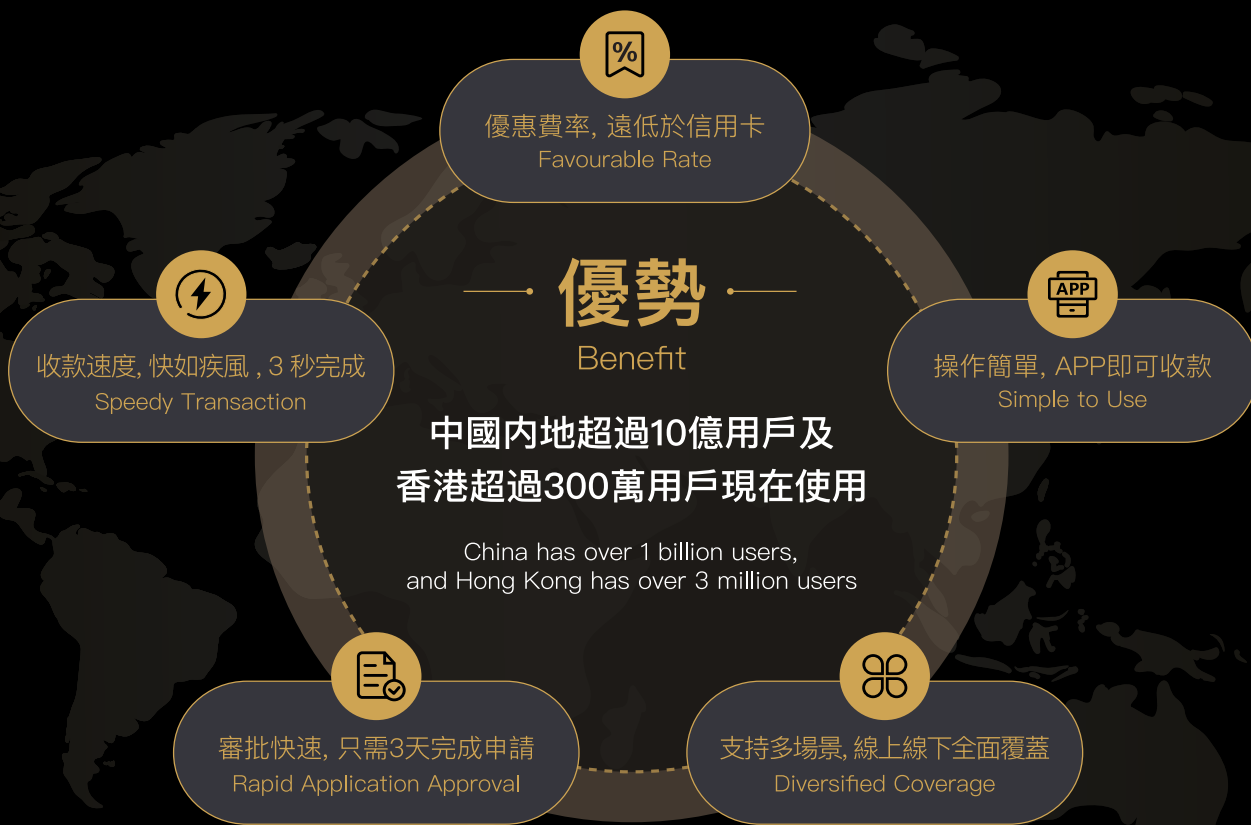 %
優惠費率, 遠低於信用卡
Favourable Rate
優勢
Benefit
收款速度, 快如疾風 , 3 秒完成
Speedy Transaction
APP
操作簡單, APP即可收款
Simple to Use
中國內地超過10億用戶及
香港超過300萬用戶現在使用
China has over 1 billion users,
and Hong Kong has over 3 million users
審批快速, 只需3天完成申請
Rapid Application Approval
支持多場景, 線上線下全面覆蓋
Diversified Coverage